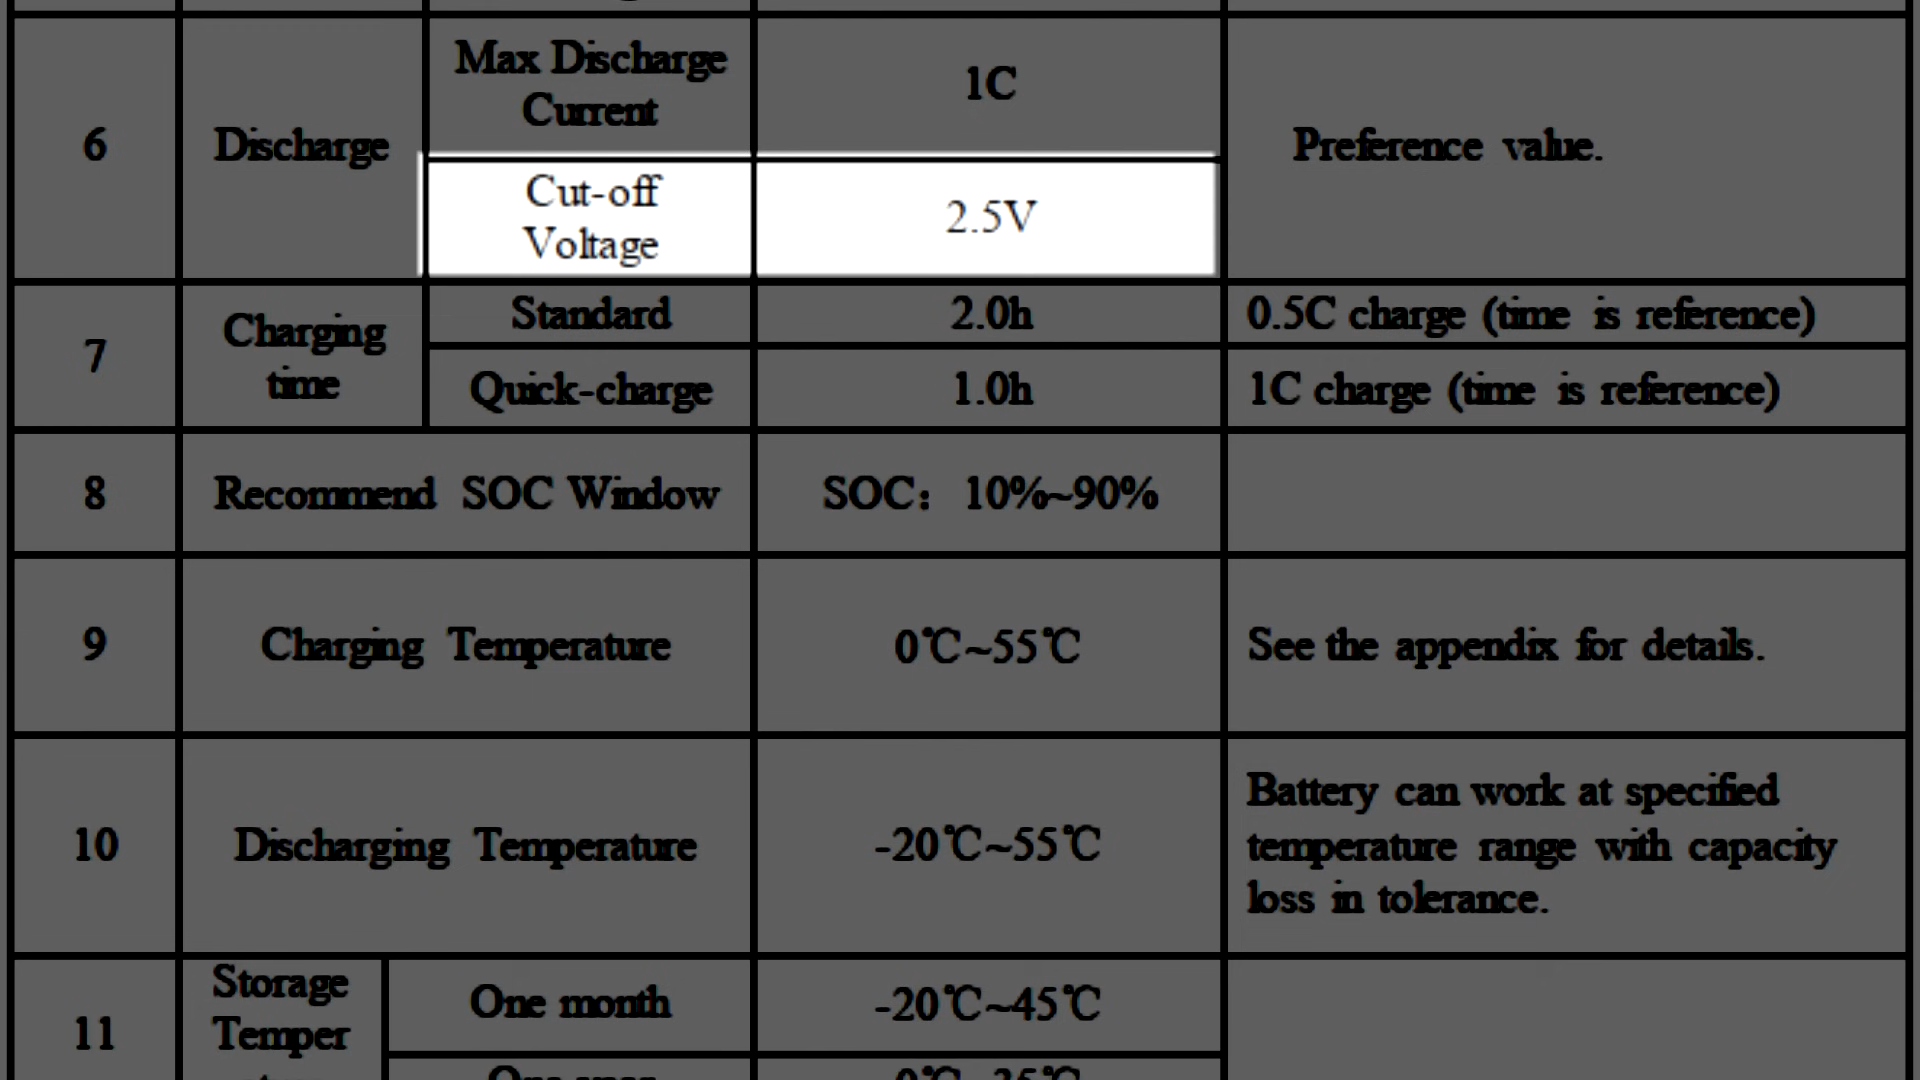 6
Discharge
Max Discharge
Current
1C
Preference value.
Cut-off
Voltage
2.5V
7
Charging
time
Standard
2.0h
0.5C charge (time is reference)
Quick-charge
1.0h
1C charge (time is reference)
8
Recommend SOC Window
SOC： 10%~90%
9
Charging Temperature
0℃~55℃
See the appendix for details.
10
Discharging Temperature
-20℃~55℃
Battery can work at specified
temperature range with capacity
loss in tolerance.
11
Storage
Temper
One month
-20℃~45℃